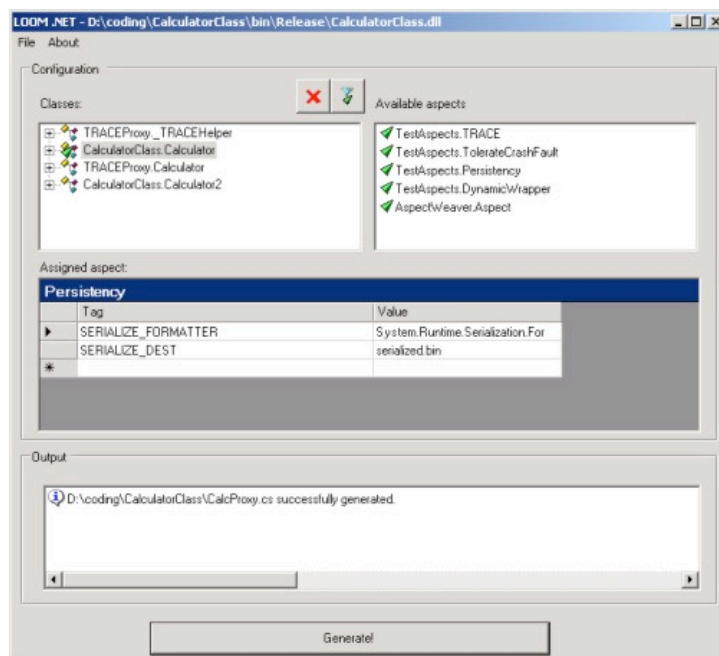 LOOM .NET - D:\coding\CalculatorClass\bin\Release\CalculatorClass.dll
File About
Configuration
Classes:
Available aspects
TRACEProxy._TRACEHelper
CalculatorClass.Calculator
TRACEProxy.Calculator
CalculatorClass.Calculator2
TestAspects.TRACE
TestAspects.TolerateCrashFault
TestAspects.Persistency
TestAspects.DynamicWrapper
AspectWeaver.Aspect
Assigned aspect:
Persistency
Tag Value
SERIALIZE_FORMATTER System.Runtime.Serialization.For
SERIALIZE_DEST serialized.bin
Output
D:\coding\CalculatorClass\CalcProxy.cs successfully generated.
Generate!